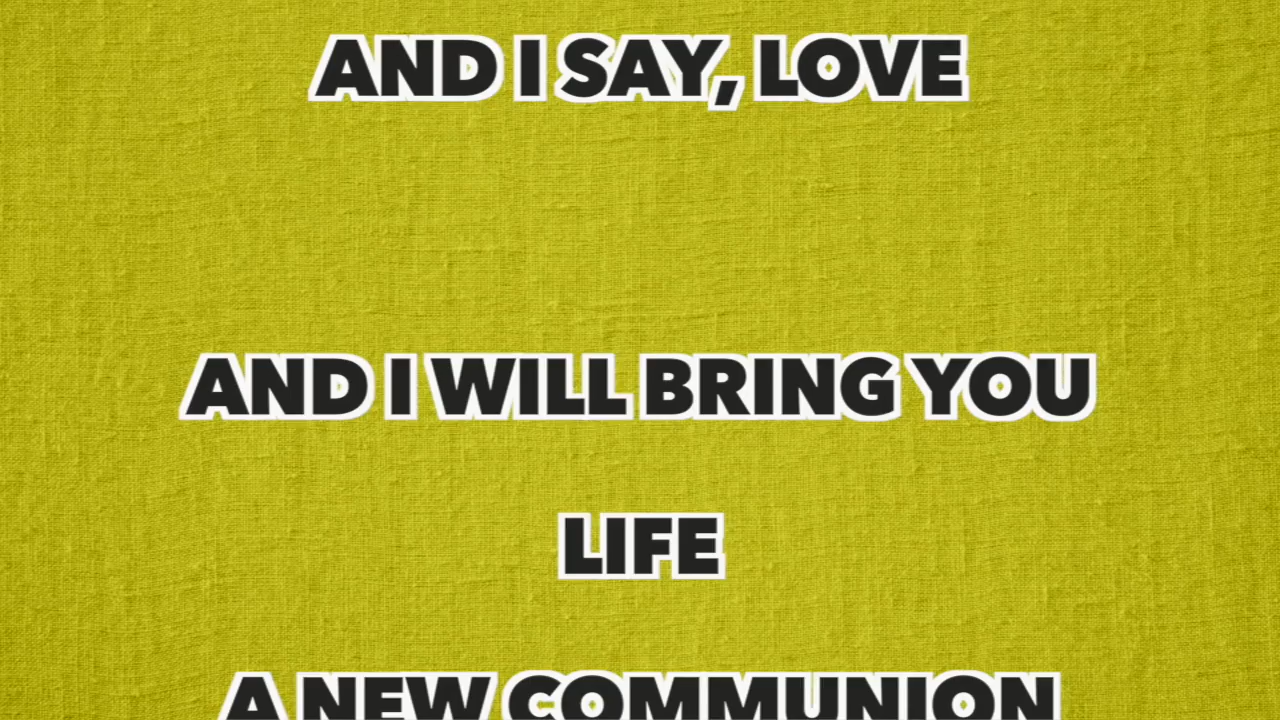 AND I SAY, LOVE
AND I WILL BRING YOU
LIFE
A NEW COMMUNION